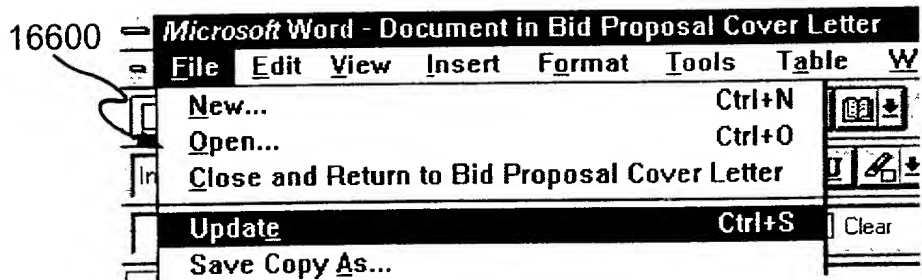 16600
Microsoft Word - Document in Bid Proposal Cover Letter
File Edit View Insert Format Tools Table W
New... Ctrl+N
Open... Ctrl+O
Close and Return to Bid Proposal Cover Letter
In U
Update Ctrl+S
Clear
Save Copy As...